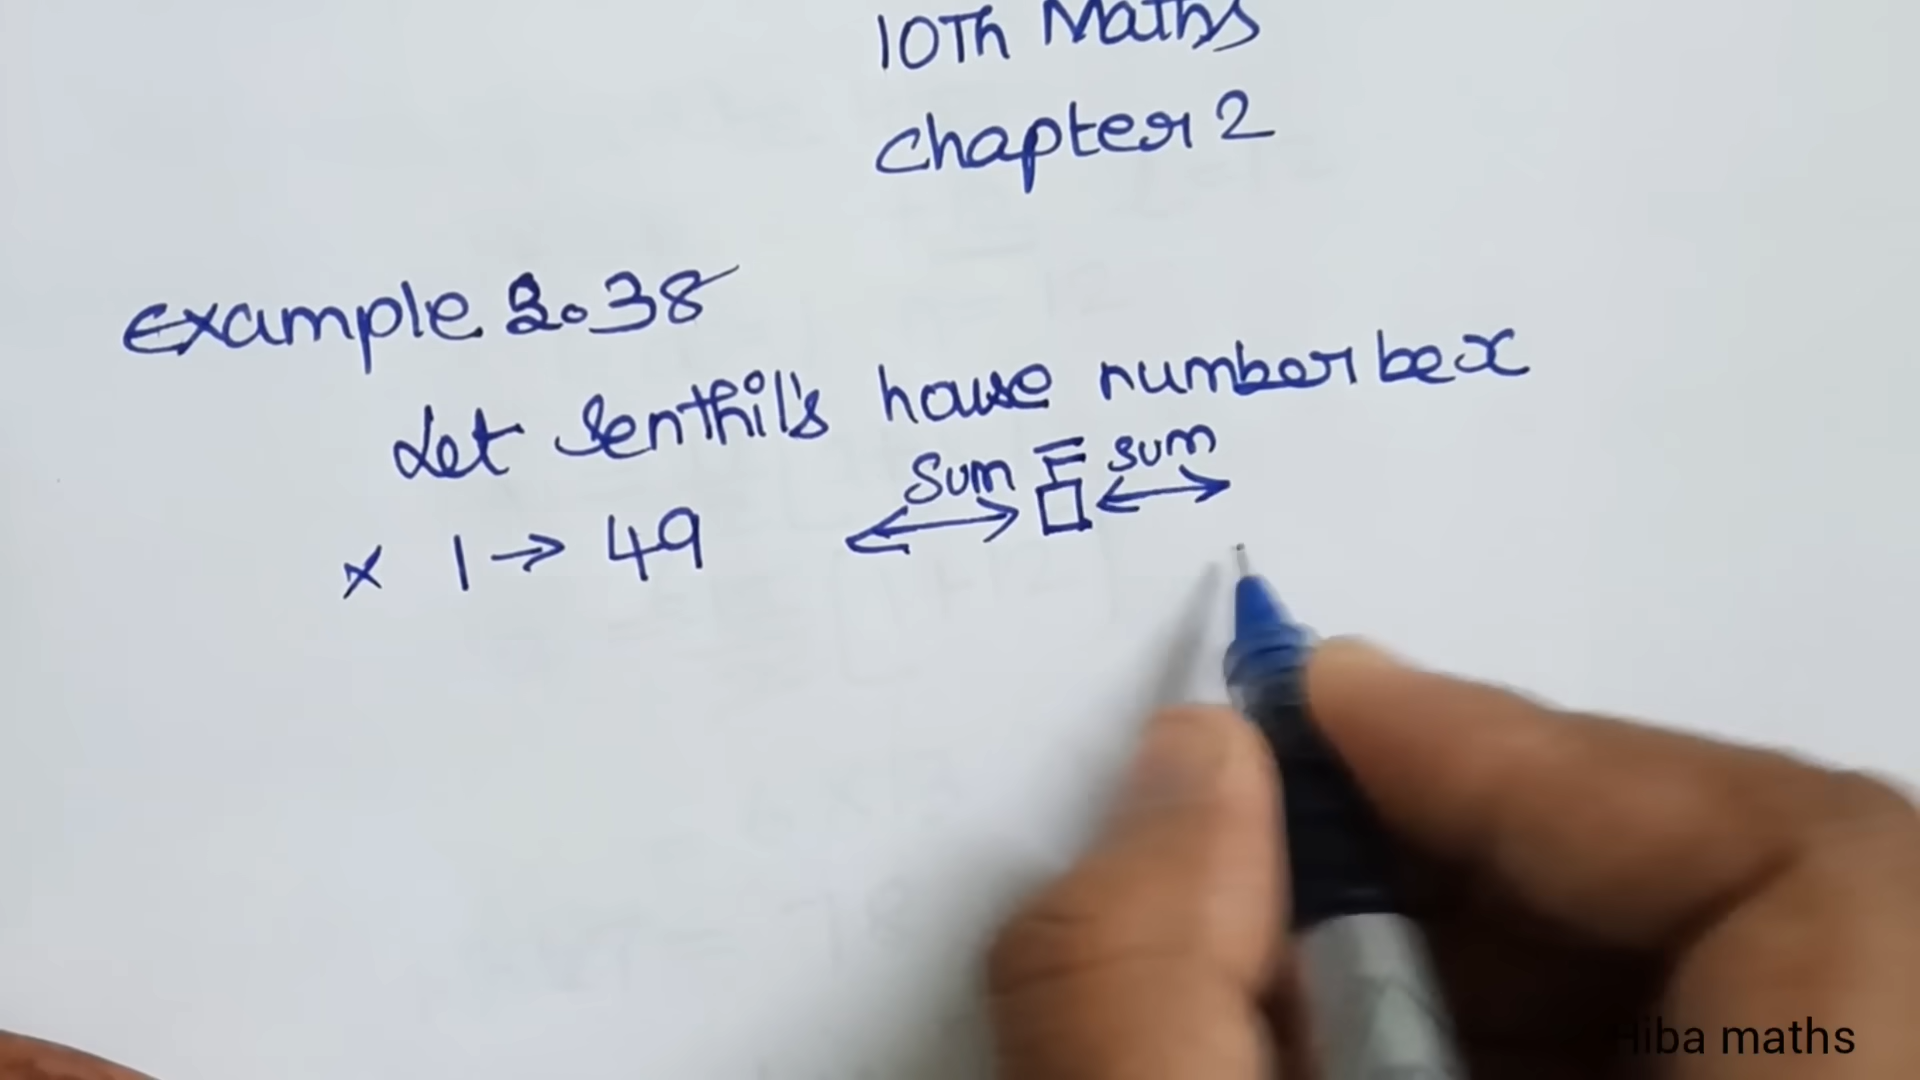 10Th Maths
Chapter 2
Example 2.38
Let Senthil's house number be x
Sum sum
x 1 → 49
Hiba maths